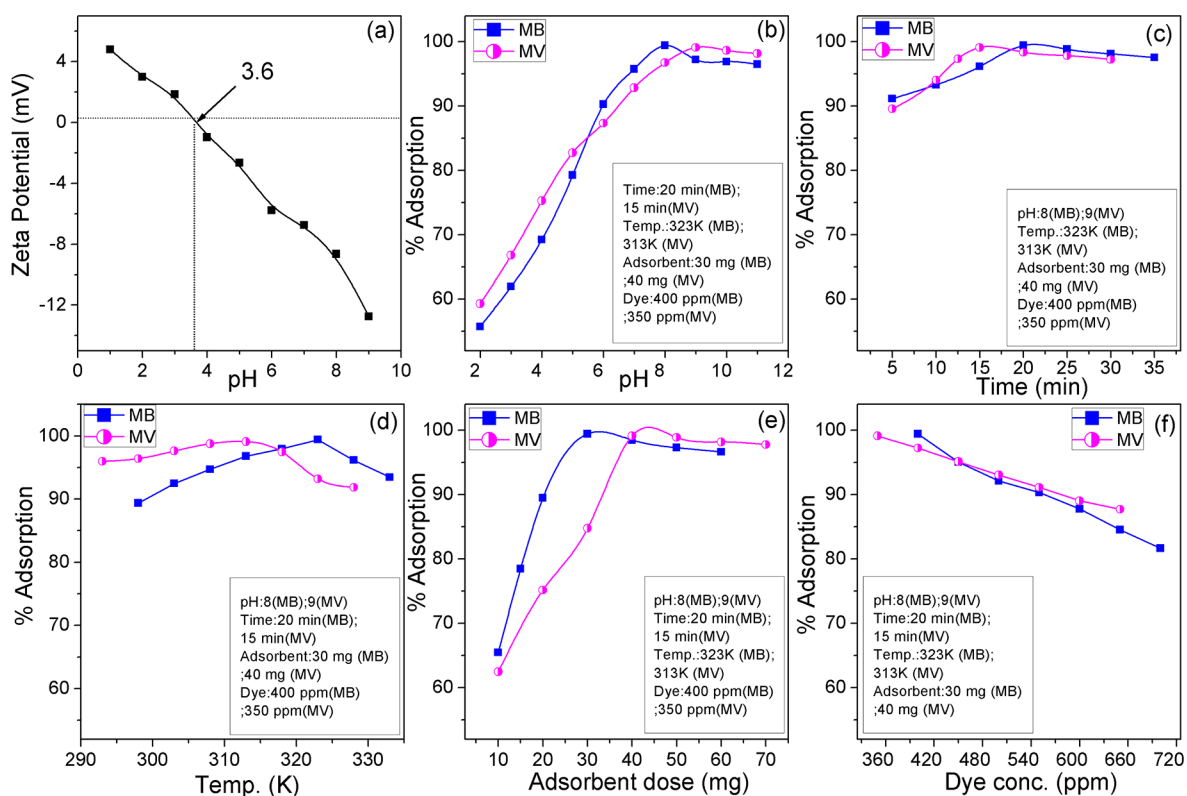 (a)
3.6
4
0
-4
-8
-12
Zeta Potential (mV)
0 2 4 6 8 10
pH
MB
MV
(b)
100
90
80
70
60
% Adsorption
Time:20 min(MB);
15 min(MV)
Temp.:323K (MB);
313K (MV)
Adsorbent:30 mg (MB)
;40 mg (MV)
Dye:400 ppm(MB)
;350 ppm(MV)
2 4 6 8 10 12
pH
MB
MV
(c)
100
90
80
70
60
% Adsorption
pH:8(MB);9(MV)
Temp.:323K (MB);
313K (MV)
Adsorbent:30 mg (MB)
;40 mg (MV)
Dye:400 ppm(MB)
;350 ppm(MV)
5 10 15 20 25 30 35
Time (min)
MB
MV
(d)
100
90
80
70
60
% Adsorption
pH:8(MB);9(MV)
Time:20 min(MB);
15 min(MV)
Adsorbent:30 mg (MB)
;40 mg (MV)
Dye:400 ppm(MB)
;350 ppm(MV)
290 300 310 320 330
Temp. (K)
MB
MV
(e)
100
90
80
70
60
% Adsorption
pH:8(MB);9(MV)
Time:20 min(MB);
15 min(MV)
Temp.:323K (MB);
313K (MV)
Dye:400 ppm(MB)
;350 ppm(MV)
10 20 30 40 50 60 70
Adsorbent dose (mg)
MB
MV
(f)
100
90
80
70
60
% Adsorption
pH:8(MB);9(MV)
Time:20 min(MB);
15 min(MV)
Temp.:323K (MB);
313K (MV)
Adsorbent:30 mg (MB)
;40 mg (MV)
360 420 480 540 600 660 720
Dye conc. (ppm)